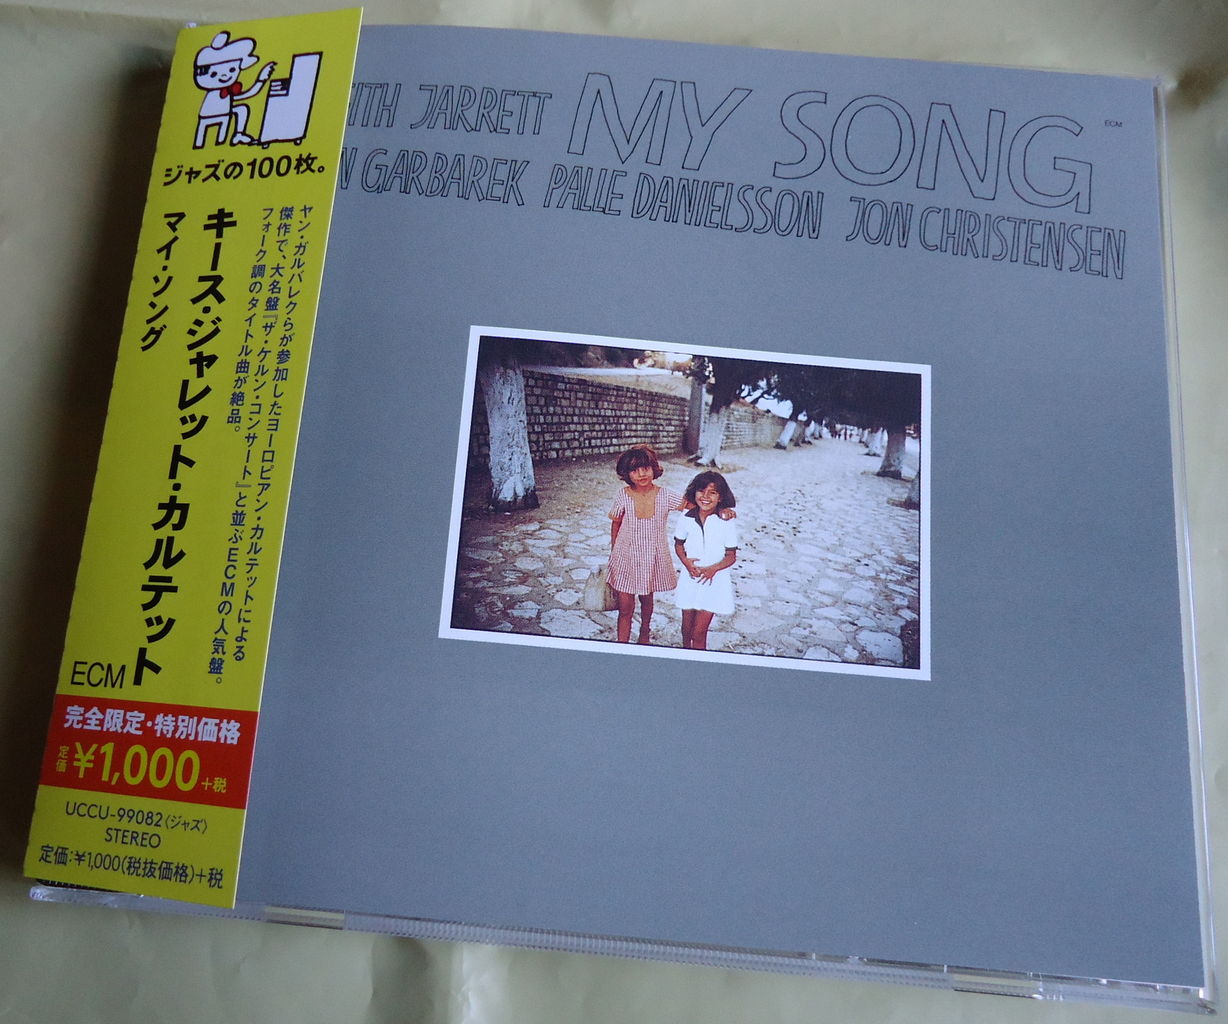 ジャズの100枚。
キース・ジャレット・カルテット
マイ・ソング
ヤン・ガルバレクらが参加したヨーロピアン・カルテットによる
傑作で、大名盤『ザ・ケルン・コンサート』と並ぶECMの人気盤。
フォーク調のタイトル曲が絶品。
ECM
完全限定・特別価格
定価 ¥1,000+税
UCCU-99082〈ジャズ〉
STEREO
定価:¥1,000(税抜価格)+税
ITH JARRETT MY SONG ECM
N GARBAREK PALLE DANIELSSON JON CHRISTENSEN